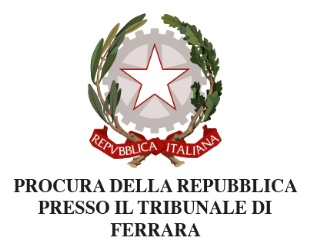 REPVBBLICA ITALIANA
PROCURA DELLA REPUBBLICA
PRESSO IL TRIBUNALE DI
FERRARA